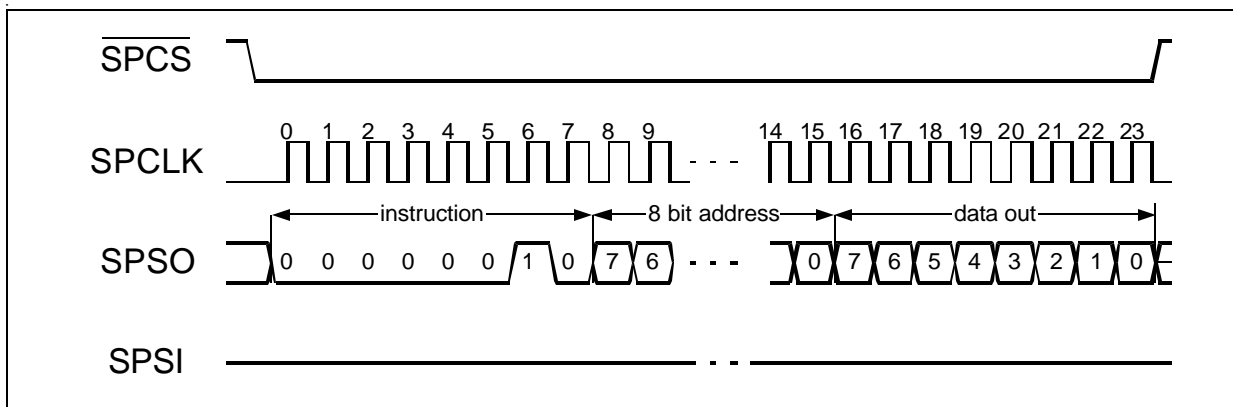 SPCS
0 1 2 3 4 5 6 7 8 9 14 15 16 17 18 19 20 21 22 23
SPCLK
instruction 8 bit address data out
SPSO 0 0 0 0 0 0 1 0 7 6 0 7 6 5 4 3 2 1 0
SPSI